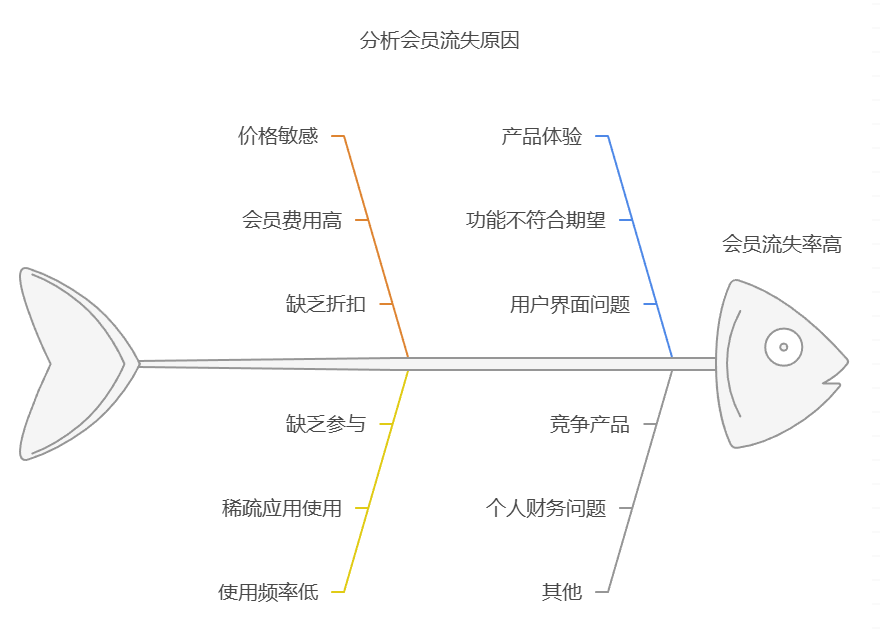 分析会员流失原因
价格敏感
产品体验
会员费用高
功能不符合期望
会员流失率高
缺乏折扣
用户界面问题
缺乏参与
竞争产品
稀疏应用使用
个人财务问题
使用频率低
其他